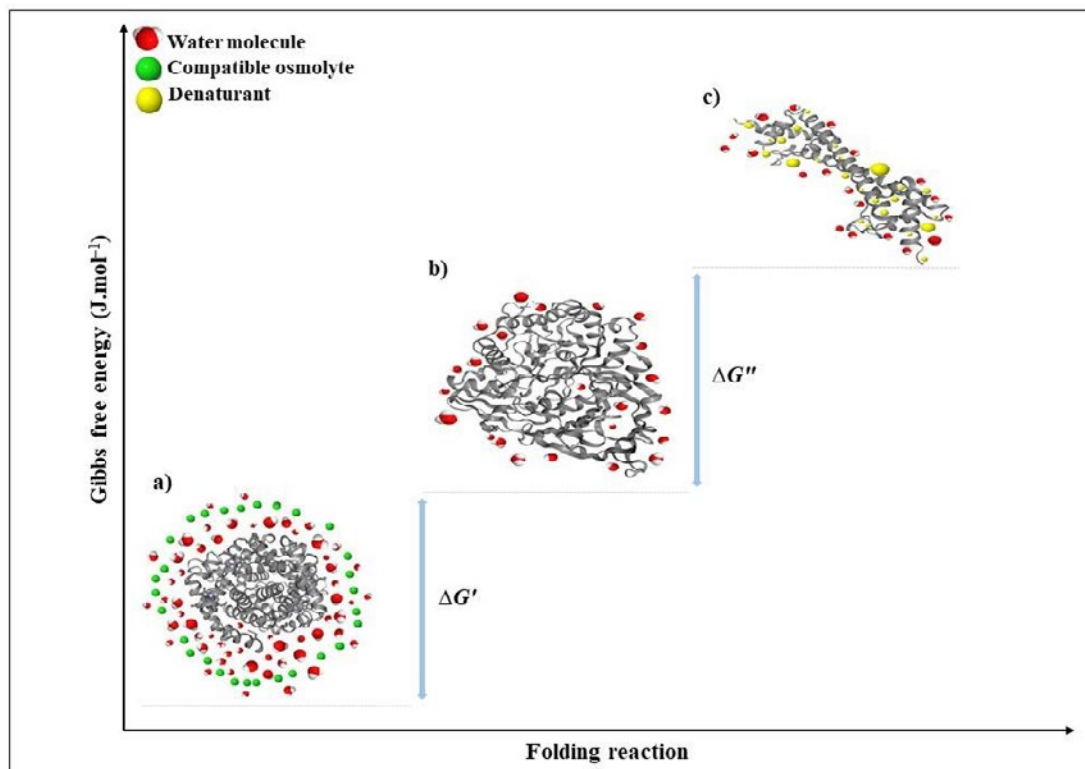 Water molecule
Compatible osmolyte
Denaturant
c)
b)
ΔG″
a)
ΔG′
Gibbs free energy (J.mol⁻¹)
Folding reaction